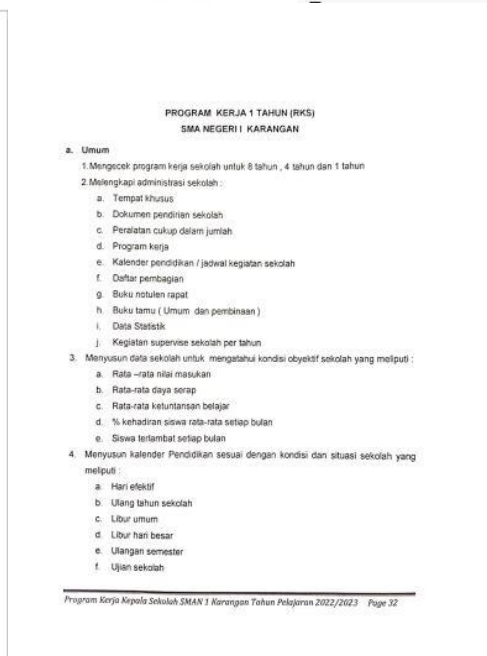 PROGRAM KERJA 1 TAHUN (RKS)
SMA NEGERI I KARANGAN
a. Umum
1. Mengecek program kerja sekolah untuk 8 tahun , 4 tahun dan 1 tahun
2. Melengkapi administrasi sekolah :
a. Tempat khusus
b. Dokumen pendirian sekolah
c. Peralatan cukup dalam jumlah
d. Program kerja
e. Kalender pendidikan / jadwal kegiatan sekolah
f. Daftar pembagian
g. Buku notulen rapat
h. Buku tamu ( Umum dan pembinaan )
i. Data Statistik
j. Kegiatan supervise sekolah per tahun
3. Menyusun data sekolah untuk mengatahui kondisi obyektif sekolah yang meliputi :
a. Rata –rata nilai masukan
b. Rata-rata daya serap
c. Rata-rata ketuntansan belajar
d. % kehadiran siswa rata-rata setiap bulan
e. Siswa terlambat setiap bulan
4. Menyusun kalender Pendidikan sesuai dengan kondisi dan situasi sekolah yang
meliputi :
a. Hari efektif
b. Ulang tahun sekolah
c. Libur umum
d. Libur hari besar
e. Ulangan semester
f. Ujian sekolah
Program Kerja Kepala Sekolah SMAN 1 Karangan Tahun Pelajaran 2022/2023 Page 32